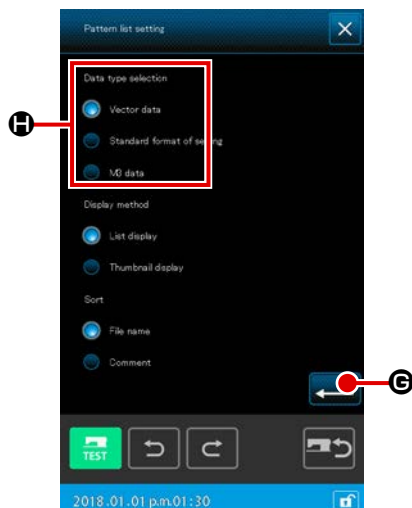 Pattern list setting
Data type selection
Vector data
H
Standard format of sewing
M3 data
Display method
List display
Thumbnail display
Sort
File name
Comment
G
TEST
2018.01.01 p.m.01:30